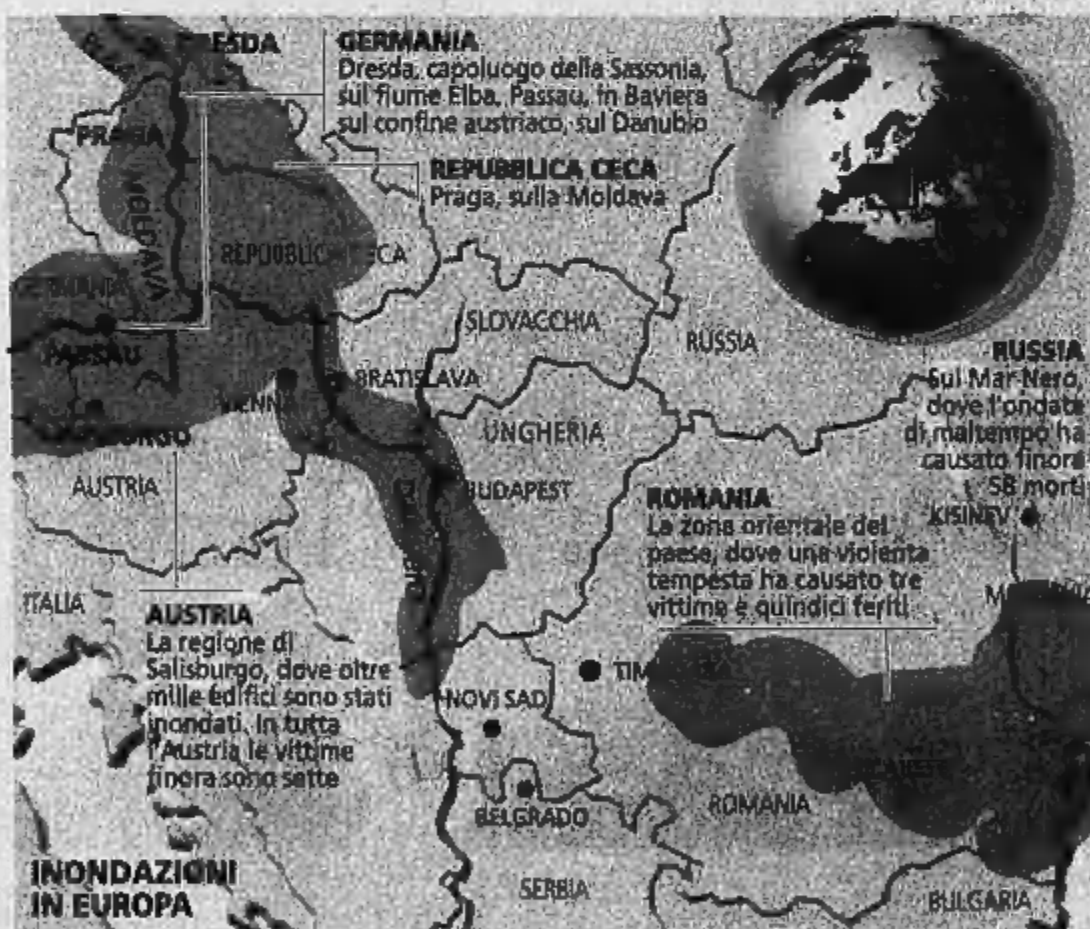 DRESDA
GERMANIA
Dresda, capoluogo della Sassonia,
sul fiume Elba. Passau, in Baviera
sul confine austriaco, sul Danubio
PRAGA
REPUBBLICA CECA
Praga, sulla Moldava
MOLDAVA
REPUBBLICA CECA
SLOVACCHIA
RUSSIA
PASSAU
BRATISLAVA
VIENNA
UNGHERIA
AUSTRIA
BUDAPEST
RUSSIA
Sul Mar Nero,
dove l'ondata
di maltempo ha
causato finora
58 morti
KISINEV
ROMANIA
La zona orientale del
paese, dove una violenta
tempesta ha causato tre
vittime e quindici feriti
ITALIA
AUSTRIA
La regione di
Salisburgo, dove oltre
mille edifici sono stati
inondati. In tutta
l'Austria le vittime
finora sono sette
TIM
NOVI SAD
BELGRADO
ROMANIA
SERBIA
BULGARIA
INONDAZIONI
IN EUROPA